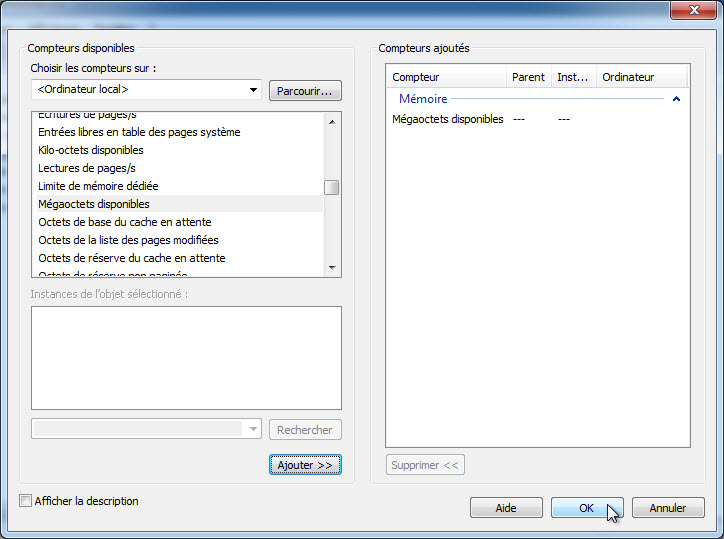 Compteurs disponibles
Choisir les compteurs sur :
<Ordinateur local>
Parcourir...
Ecritures de pages/s
Entrées libres en table des pages système
Kilo-octets disponibles
Lectures de pages/s
Limite de mémoire dédiée
Mégaoctets disponibles
Octets de base du cache en attente
Octets de la liste des pages modifiées
Octets de réserve du cache en attente
Octets de réserve non paginée
Instances de l'objet sélectionné :
Rechercher
Ajouter >>
Afficher la description
Compteurs ajoutés
Compteur Parent Inst... Ordinateur
Mémoire
Mégaoctets disponibles --- ---
Supprimer <<
Aide OK Annuler